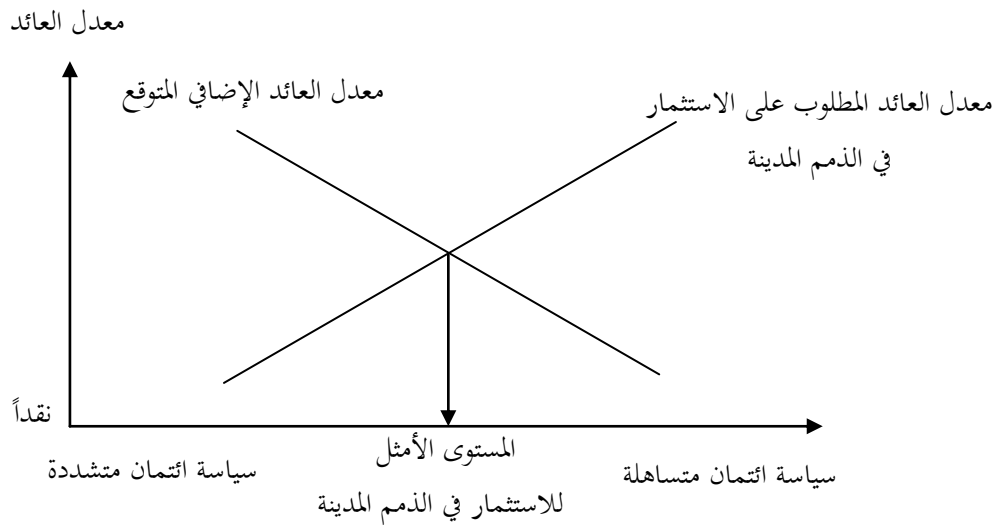 معدل العائد
معدل العائد الإضافي المتوقع
معدل العائد المطلوب على الاستثمار
في الذمم المدينة
نقداً
المستوى الأمثل
للاستثمار في الذمم المدينة
سياسة ائتمان متساهلة
سياسة ائتمان متشددة